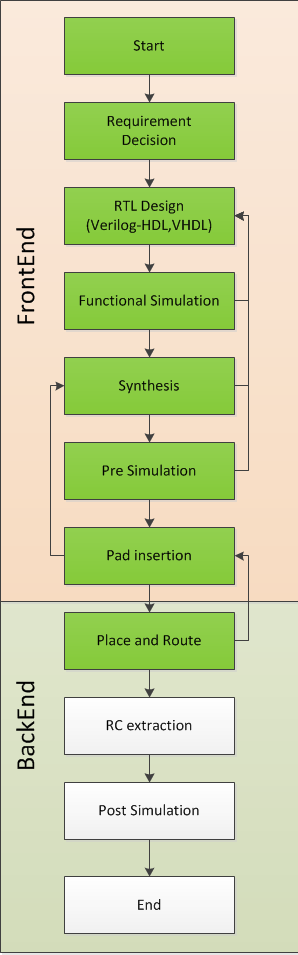 FrontEnd
Start
Requirement
Decision
RTL Design
(Verilog-HDL,VHDL)
Functional Simulation
Synthesis
Pre Simulation
Pad insertion
BackEnd
Place and Route
RC extraction
Post Simulation
End